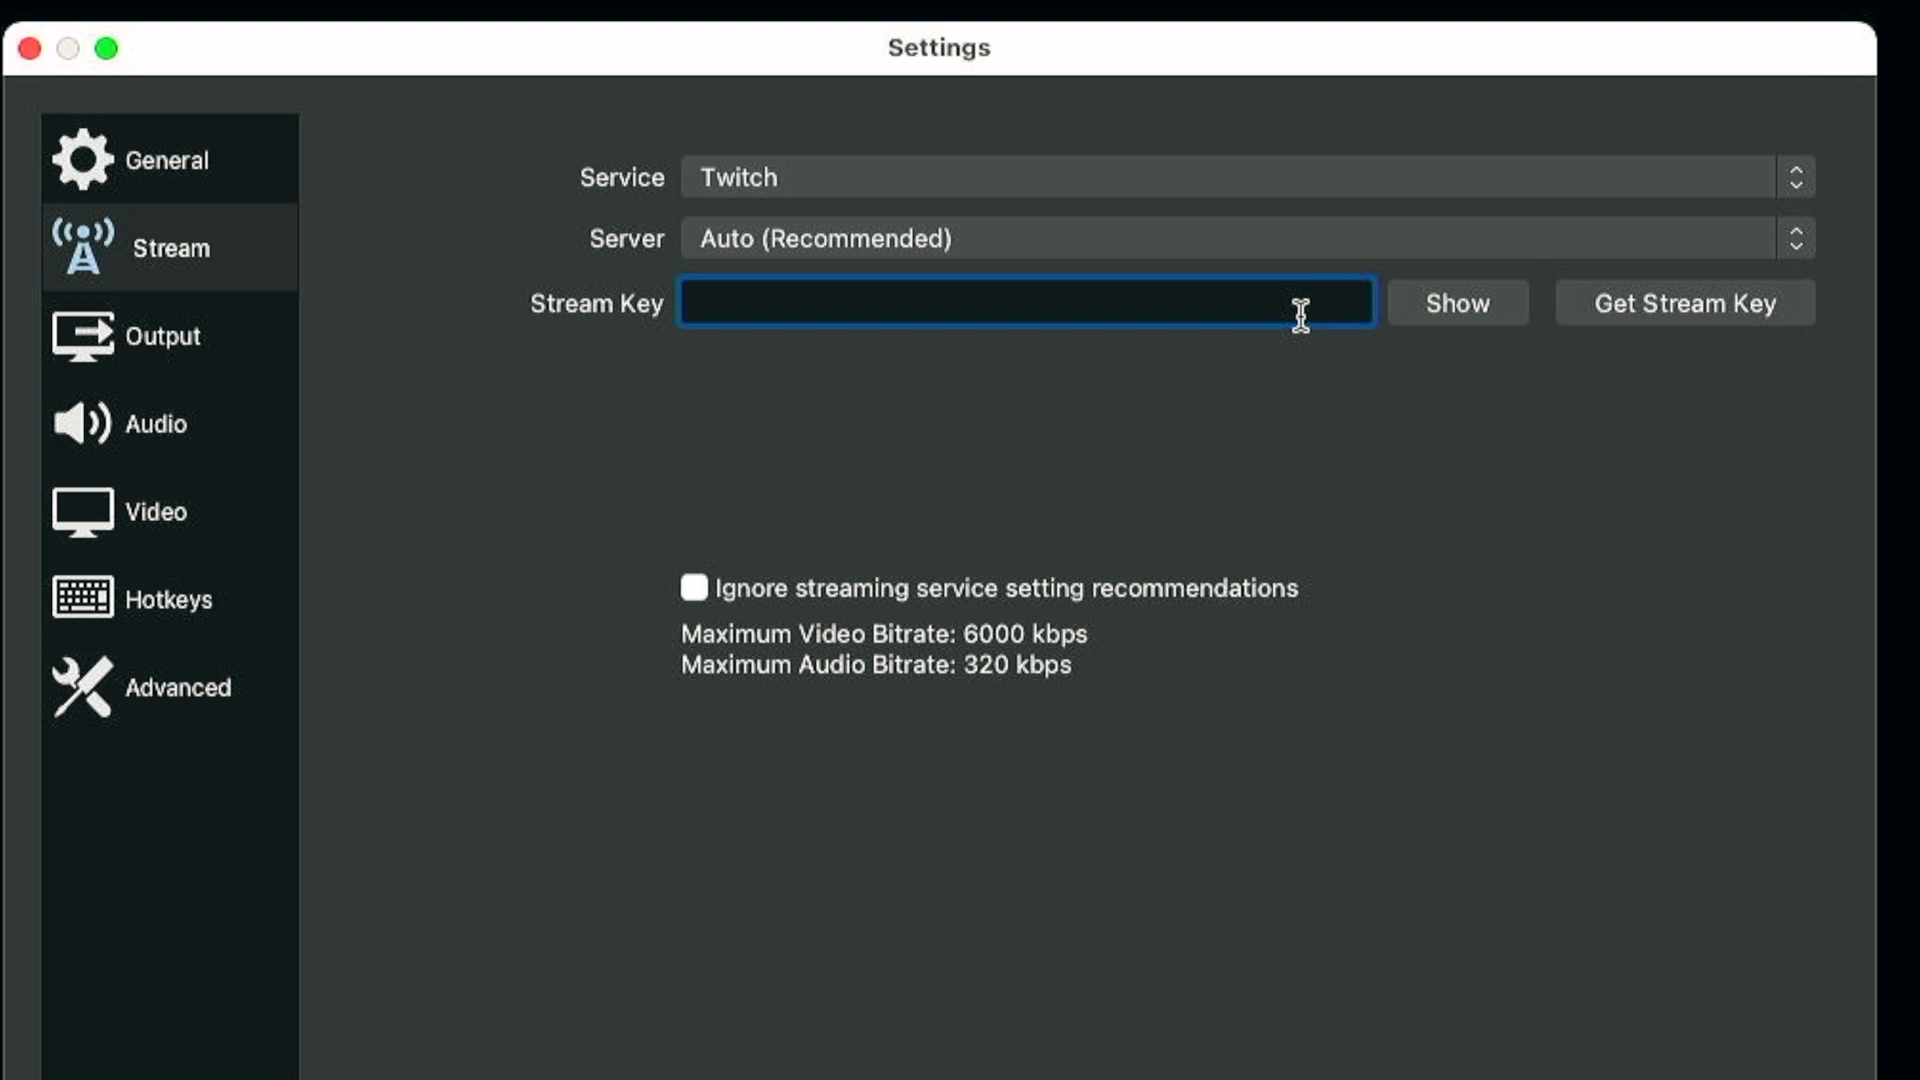 Settings
General
Stream
Output
Audio
Video
Hotkeys
Advanced
Service Twitch
Server Auto (Recommended)
Stream Key Show Get Stream Key
Ignore streaming service setting recommendations
Maximum Video Bitrate: 6000 kbps
Maximum Audio Bitrate: 320 kbps